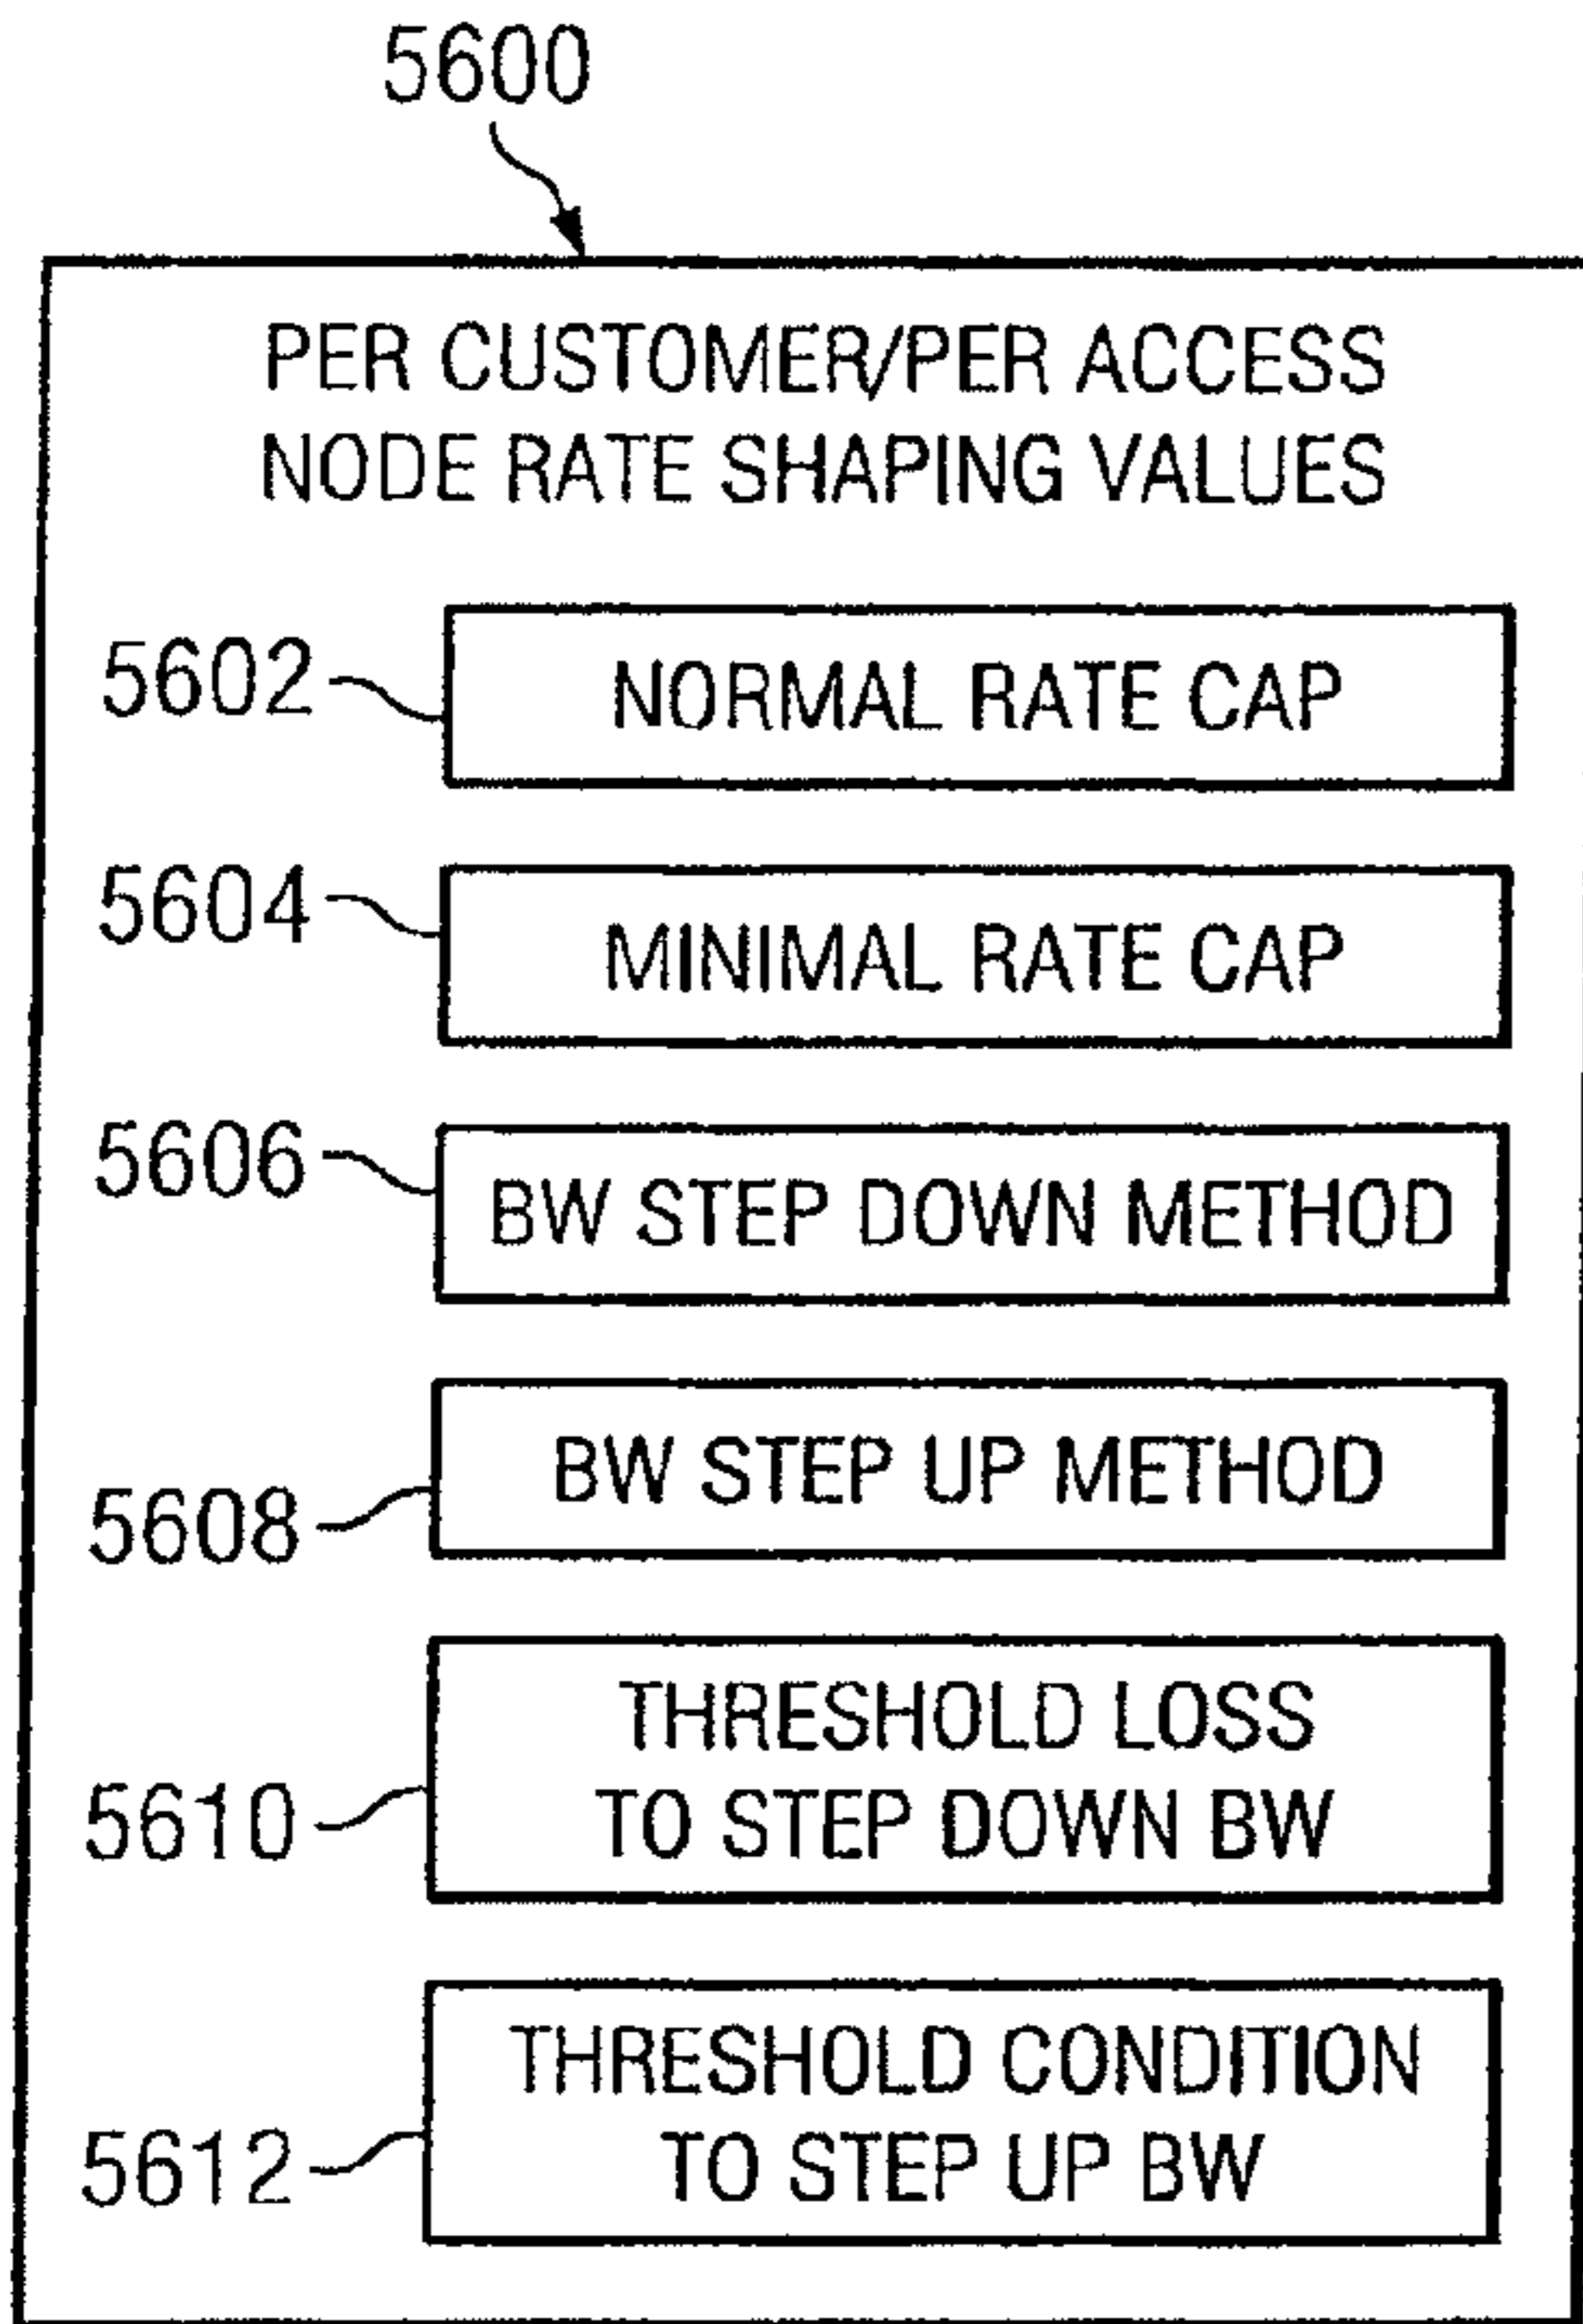 5600
PER CUSTOMER/PER ACCESS
NODE RATE SHAPING VALUES
5602
NORMAL RATE CAP
5604
MINIMAL RATE CAP
5606
BW STEP DOWN METHOD
5608
BW STEP UP METHOD
5610
THRESHOLD LOSS
TO STEP DOWN BW
5612
THRESHOLD CONDITION
TO STEP UP BW